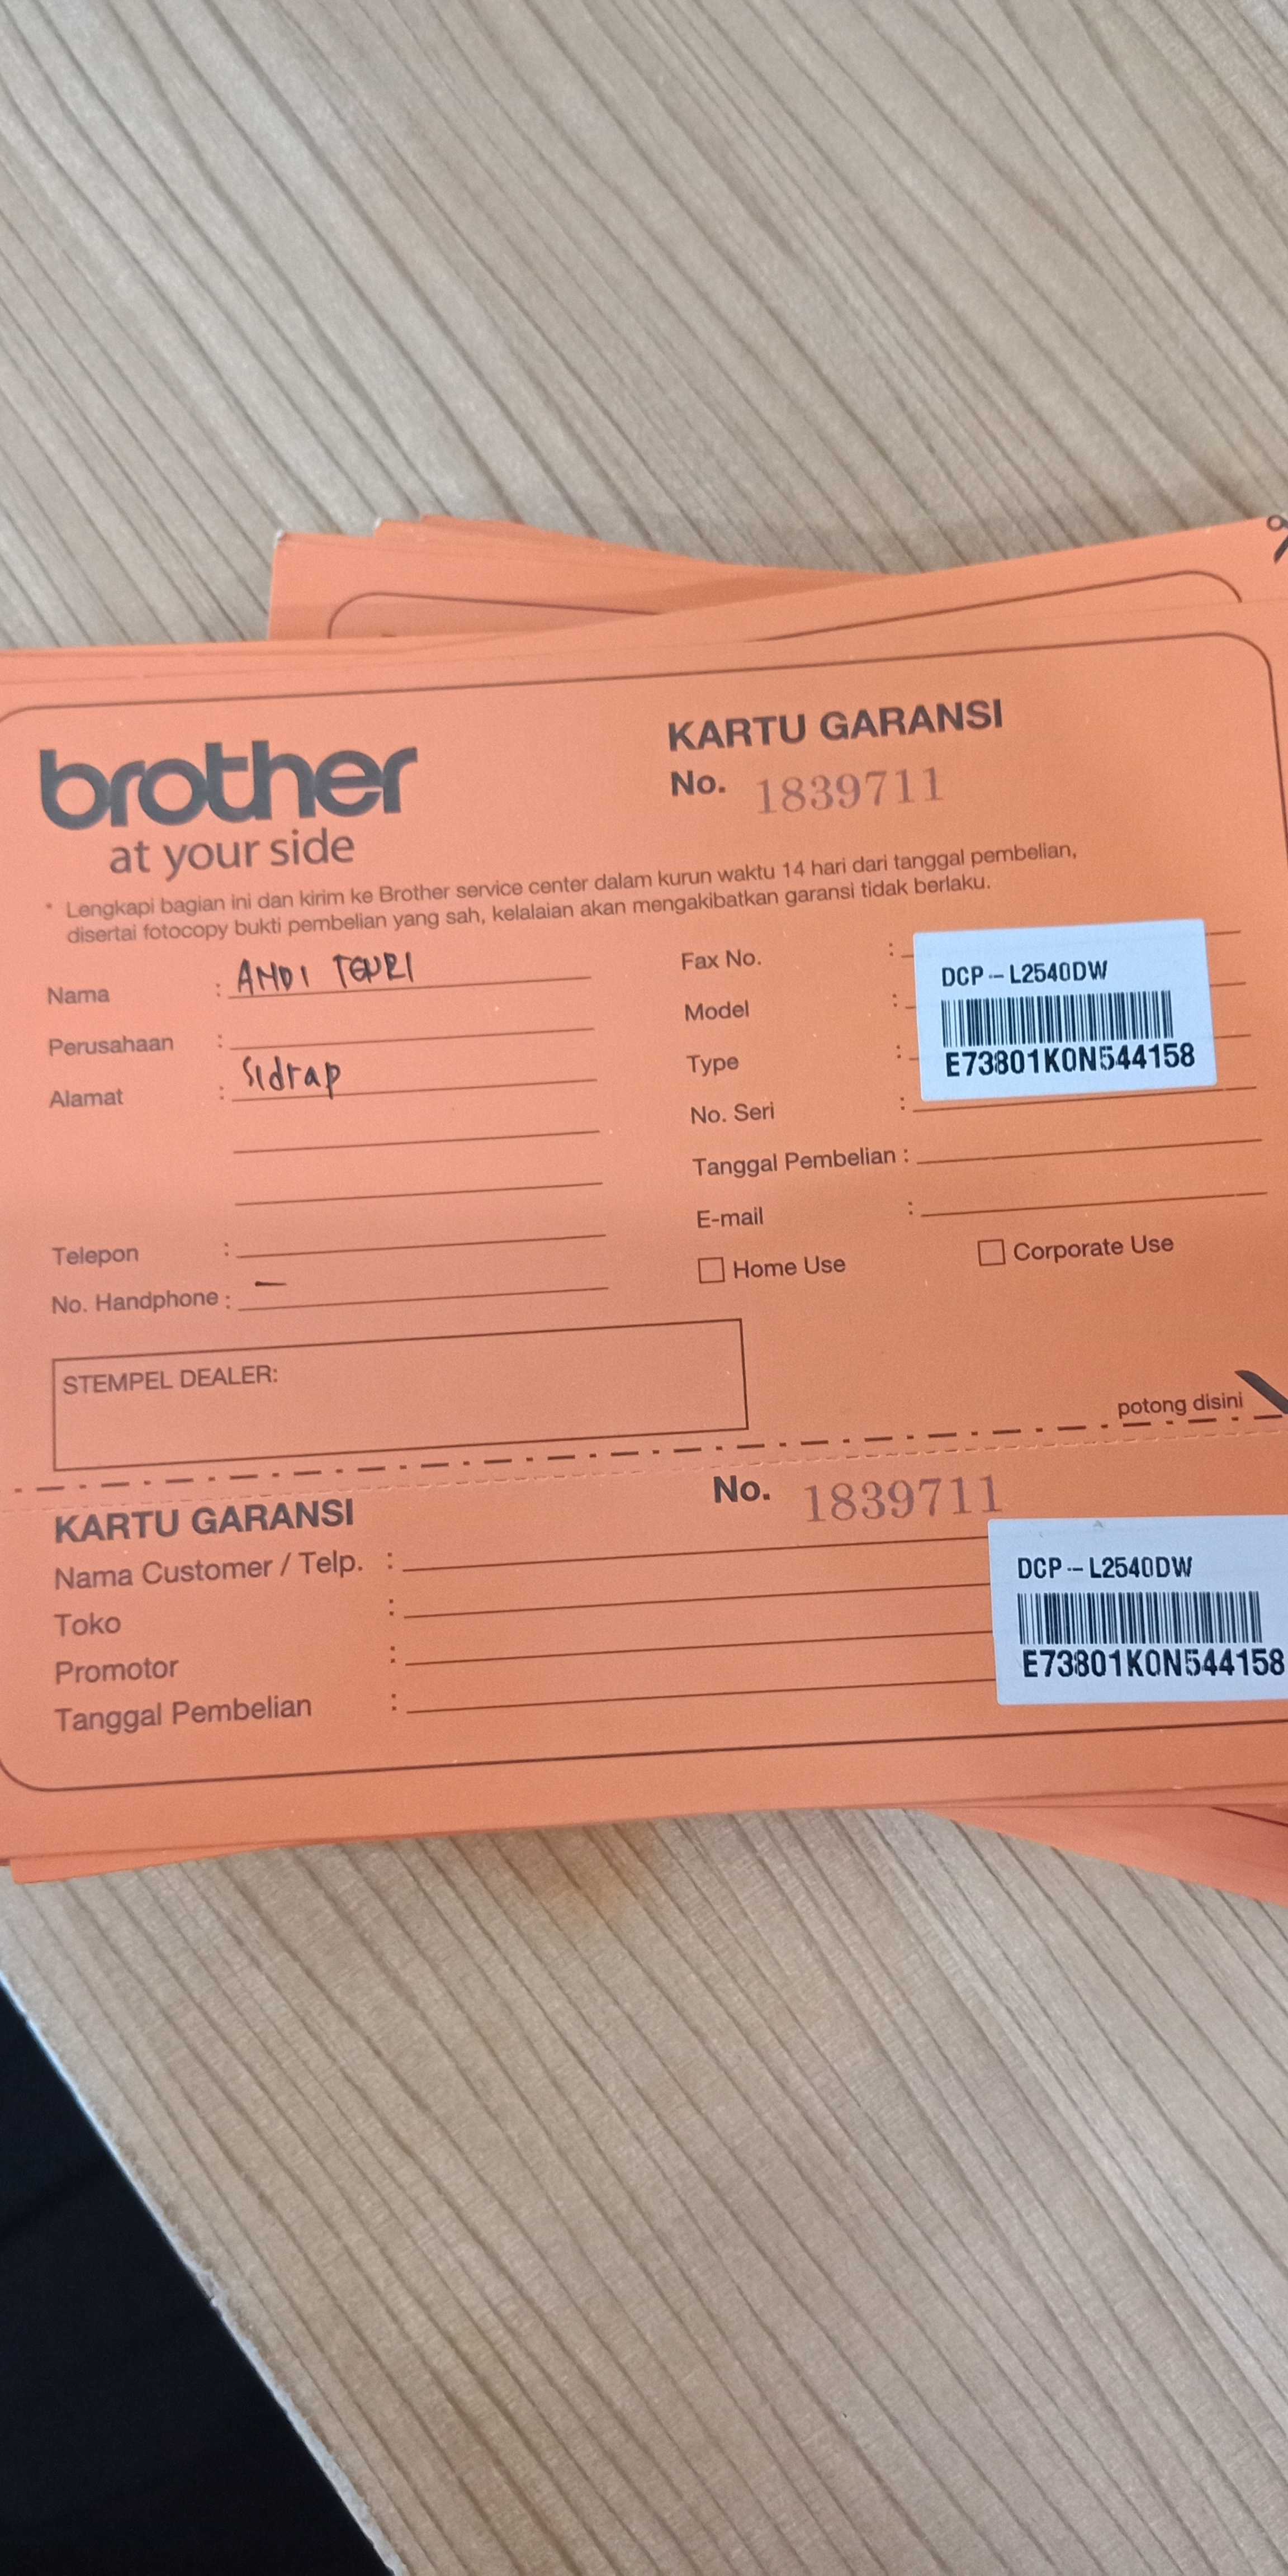 brother
at your side
KARTU GARANSI
No. 1839711
* Lengkapi bagian ini dan kirim ke Brother service center dalam kurun waktu 14 hari dari tanggal pembelian,
disertai fotocopy bukti pembelian yang sah, kelalaian akan mengakibatkan garansi tidak berlaku.
Nama : ANDI TENRI
Perusahaan :
Alamat : Sidrap
Telepon :
No. Handphone : –
Fax No. :
Model :
Type :
No. Seri :
DCP -- L2540DW
E73801K0N544158
Tanggal Pembelian :
E-mail :
Home Use
Corporate Use
STEMPEL DEALER:
potong disini
KARTU GARANSI
No. 1839711
Nama Customer / Telp. :
Toko :
Promotor :
Tanggal Pembelian :
DCP -- L2540DW
E73801K0N544158